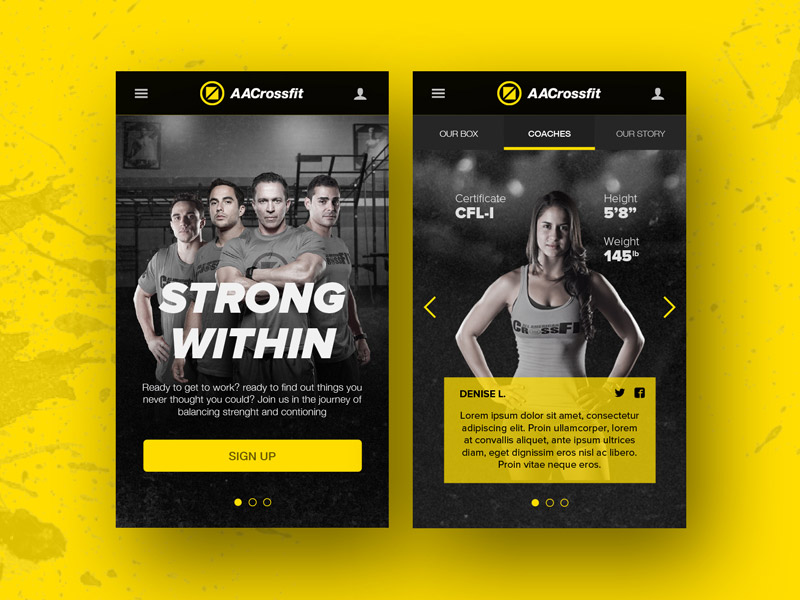 AACrossfit
STRONG
WITHIN
Ready to get to work? ready to find out things you
never thought you could? Join us in the journey of
balancing strenght and contioning
SIGN UP
AACrossfit
OUR BOX
COACHES
OUR STORY
Certificate
CFL-I
Height
5’8”
Weight
145lb
CROSSFIT
DENISE L.
Lorem ipsum dolor sit amet, consectetur
adipiscing elit. Proin ullamcorper, lorem
at convallis aliquet, ante ipsum ultrices
diam, eget dignissim eros nisl ac libero.
Proin vitae neque eros.